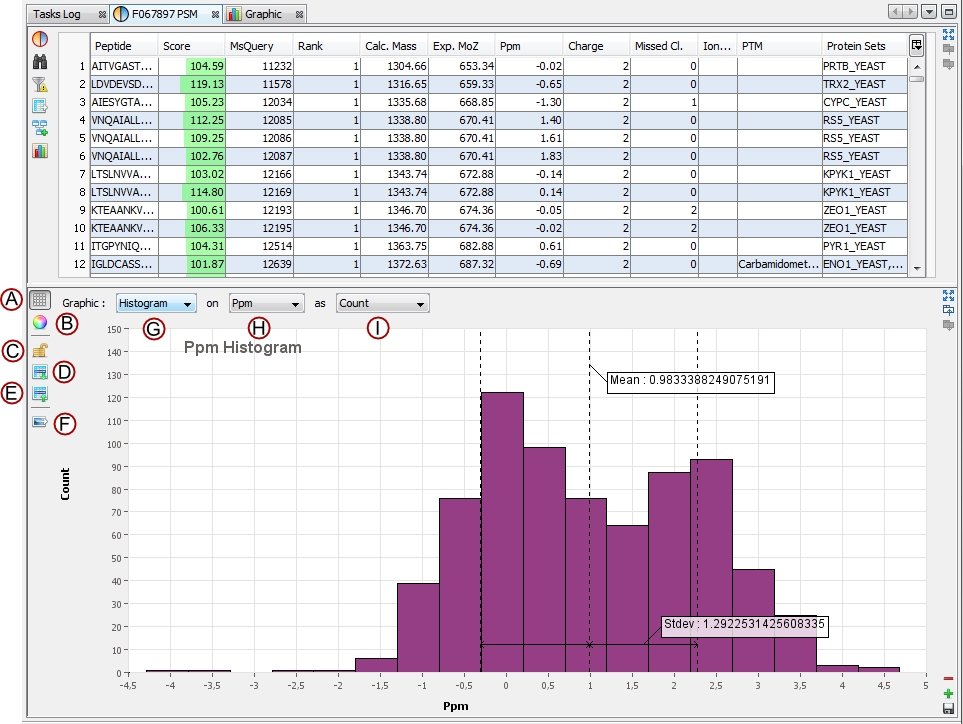 Tasks Log F067897 PSM Graphic
Peptide Score MsQuery Rank Calc. Mass Exp. MoZ Ppm Charge Missed Cl. Ion... PTM Protein Sets
1 AITVGAST... 104.59 11232 1 1304.66 653.34 -0.02 2 0 PRTB_YEAST
2 LDVDEVSD... 119.13 11578 1 1316.65 659.33 -0.65 2 0 TRX2_YEAST
3 AIESYGTA... 105.23 12034 1 1335.68 668.85 -1.30 2 1 CYPC_YEAST
4 VNQAIALL... 112.25 12085 1 1338.80 670.41 1.40 2 0 RS5_YEAST
5 VNQAIALL... 109.25 12086 1 1338.80 670.41 1.61 2 0 RS5_YEAST
6 VNQAIALL... 102.76 12087 1 1338.80 670.41 1.83 2 0 RS5_YEAST
7 LTSLNVVA... 103.02 12166 1 1343.74 672.88 -0.14 2 0 KPYK1_YEAST
8 LTSLNVVA... 114.80 12169 1 1343.74 672.88 0.14 2 0 KPYK1_YEAST
9 KTEAANKV... 100.61 12193 1 1346.70 674.36 -0.05 2 2 ZEO1_YEAST
10 KTEAANKV... 106.33 12195 1 1346.70 674.36 -0.02 2 2 ZEO1_YEAST
11 ITGPYNIQ... 104.31 12514 1 1363.75 682.88 0.61 2 0 PYR1_YEAST
12 IGLDCASS... 101.87 12639 1 1372.63 687.32 -0.69 2 0 Carbamidomet... ENO1_YEAST,...
A
Graphic : Histogram on Ppm as Count
B
G H I
C
D
E
F
Ppm Histogram
Mean : 0.9833388249075191
Stdev : 1.2922531425608335
Count
150
140
130
120
110
100
90
80
70
60
50
40
30
20
10
0
-4,5 -4 -3,5 -3 -2,5 -2 -1,5 -1 -0,5 0 0,5 1 1,5 2 2,5 3 3,5 4 4,5 5
Ppm